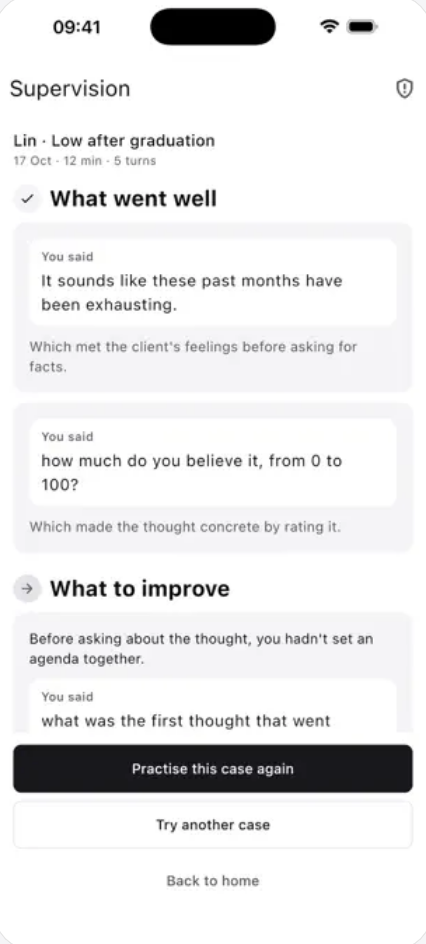 09:41
Supervision
Lin · Low after graduation
17 Oct · 12 min · 5 turns
What went well
You said
It sounds like these past months have
been exhausting.
Which met the client's feelings before asking for
facts.
You said
how much do you believe it, from 0 to
100?
Which made the thought concrete by rating it.
What to improve
Before asking about the thought, you hadn't set an
agenda together.
You said
what was the first thought that went
Practise this case again
Try another case
Back to home